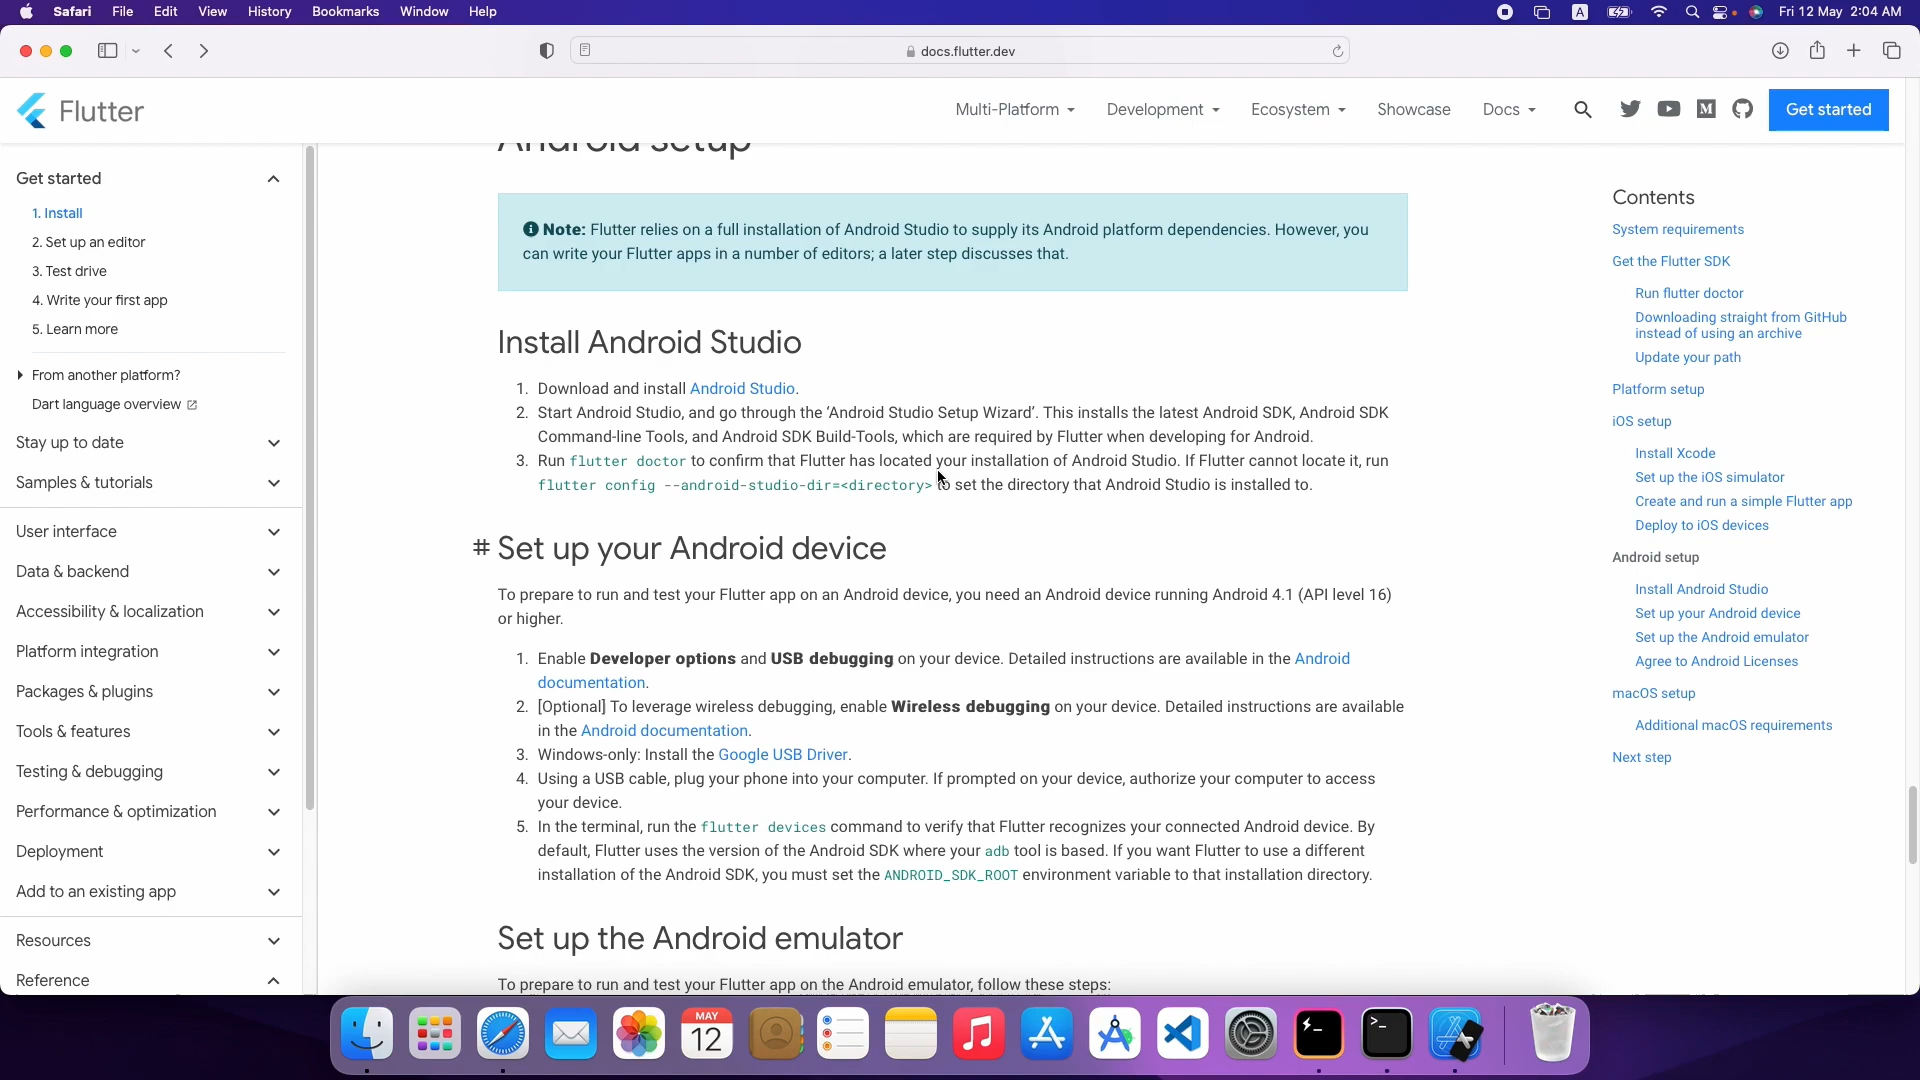 Safari File Edit View History Bookmarks Window Help
A
Fri 12 May 2:04 AM
docs.flutter.dev
Flutter
Multi-Platform Development Ecosystem Showcase Docs
Get started
Get started
1. Install
2. Set up an editor
3. Test drive
4. Write your first app
5. Learn more
From another platform?
Dart language overview
Stay up to date
Samples & tutorials
User interface
Data & backend
Accessibility & localization
Platform integration
Packages & plugins
Tools & features
Testing & debugging
Performance & optimization
Deployment
Add to an existing app
Resources
Reference
Android setup
Note: Flutter relies on a full installation of Android Studio to supply its Android platform dependencies. However, you
can write your Flutter apps in a number of editors; a later step discusses that.
Install Android Studio
1. Download and install Android Studio.
2. Start Android Studio, and go through the ‘Android Studio Setup Wizard’. This installs the latest Android SDK, Android SDK
Command-line Tools, and Android SDK Build-Tools, which are required by Flutter when developing for Android.
3. Run flutter doctor to confirm that Flutter has located your installation of Android Studio. If Flutter cannot locate it, run
flutter config --android-studio-dir=<directory> to set the directory that Android Studio is installed to.
# Set up your Android device
To prepare to run and test your Flutter app on an Android device, you need an Android device running Android 4.1 (API level 16)
or higher.
1. Enable Developer options and USB debugging on your device. Detailed instructions are available in the Android
documentation.
2. [Optional] To leverage wireless debugging, enable Wireless debugging on your device. Detailed instructions are available
in the Android documentation.
3. Windows-only: Install the Google USB Driver.
4. Using a USB cable, plug your phone into your computer. If prompted on your device, authorize your computer to access
your device.
5. In the terminal, run the flutter devices command to verify that Flutter recognizes your connected Android device. By
default, Flutter uses the version of the Android SDK where your adb tool is based. If you want Flutter to use a different
installation of the Android SDK, you must set the ANDROID_SDK_ROOT environment variable to that installation directory.
Set up the Android emulator
To prepare to run and test your Flutter app on the Android emulator, follow these steps:
Contents
System requirements
Get the Flutter SDK
Run flutter doctor
Downloading straight from GitHub
instead of using an archive
Update your path
Platform setup
iOS setup
Install Xcode
Set up the iOS simulator
Create and run a simple Flutter app
Deploy to iOS devices
Android setup
Install Android Studio
Set up your Android device
Set up the Android emulator
Agree to Android Licenses
macOS setup
Additional macOS requirements
Next step
MAY
12